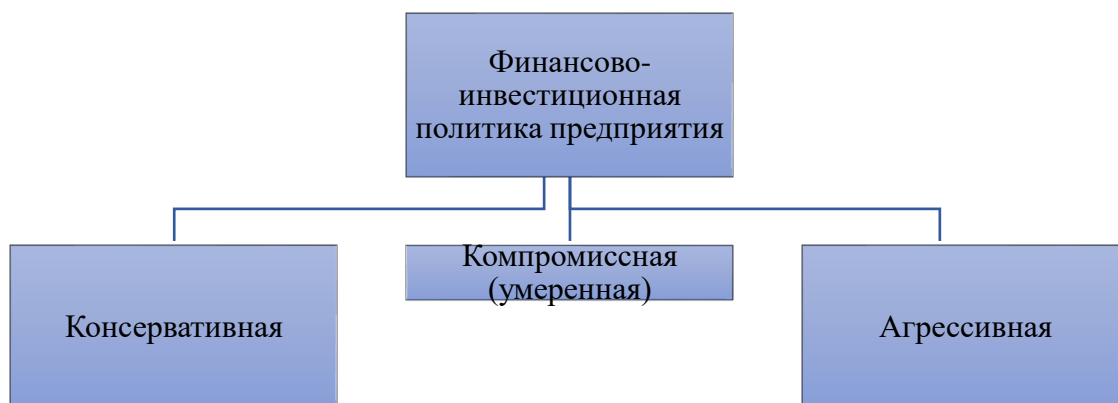 Финансово-
инвестиционная
политика предприятия
Консервативная
Компромиссная
(умеренная)
Агрессивная